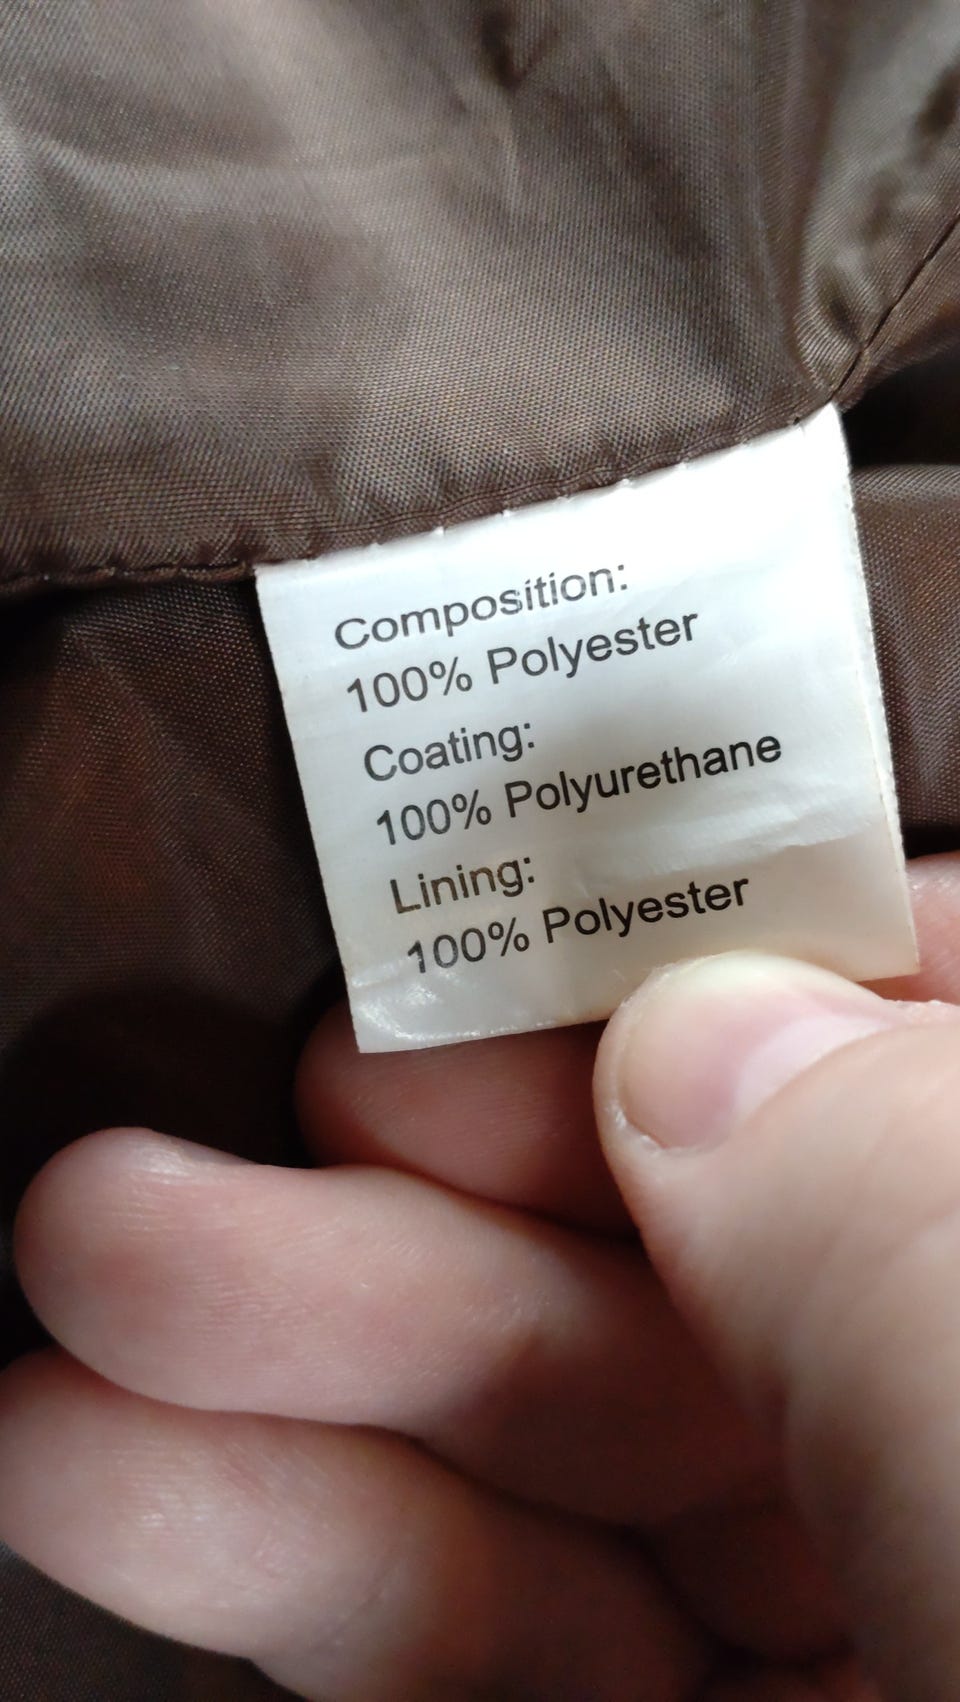 Composition:
100% Polyester
Coating:
100% Polyurethane
Lining:
100% Polyester